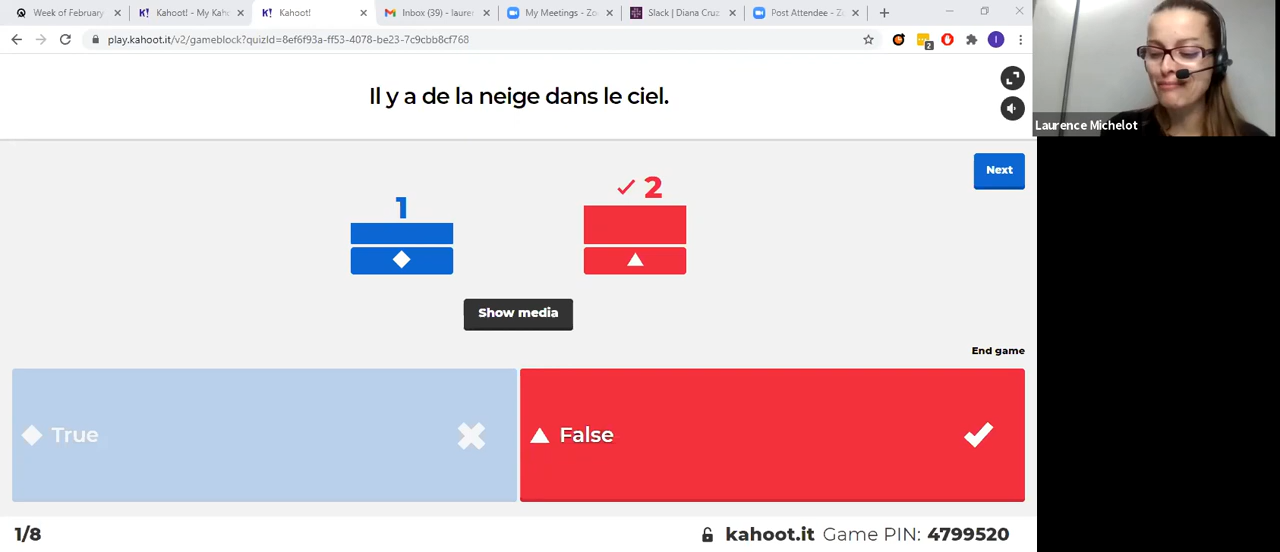 Week of February
Kahoot! - My Kaho
Kahoot!
Inbox (39) - laure
My Meetings - Zo
Slack | Diana Cruz
Post Attendee - Z
play.kahoot.it/v2/gameblock?quizId=8ef6f93a-ff53-4078-be23-7c9cbb8cf768
2
I
Il y a de la neige dans le ciel.
Laurence Michelot
Next
1
2
Show media
End game
True
False
1/8
kahoot.it Game PIN: 4799520